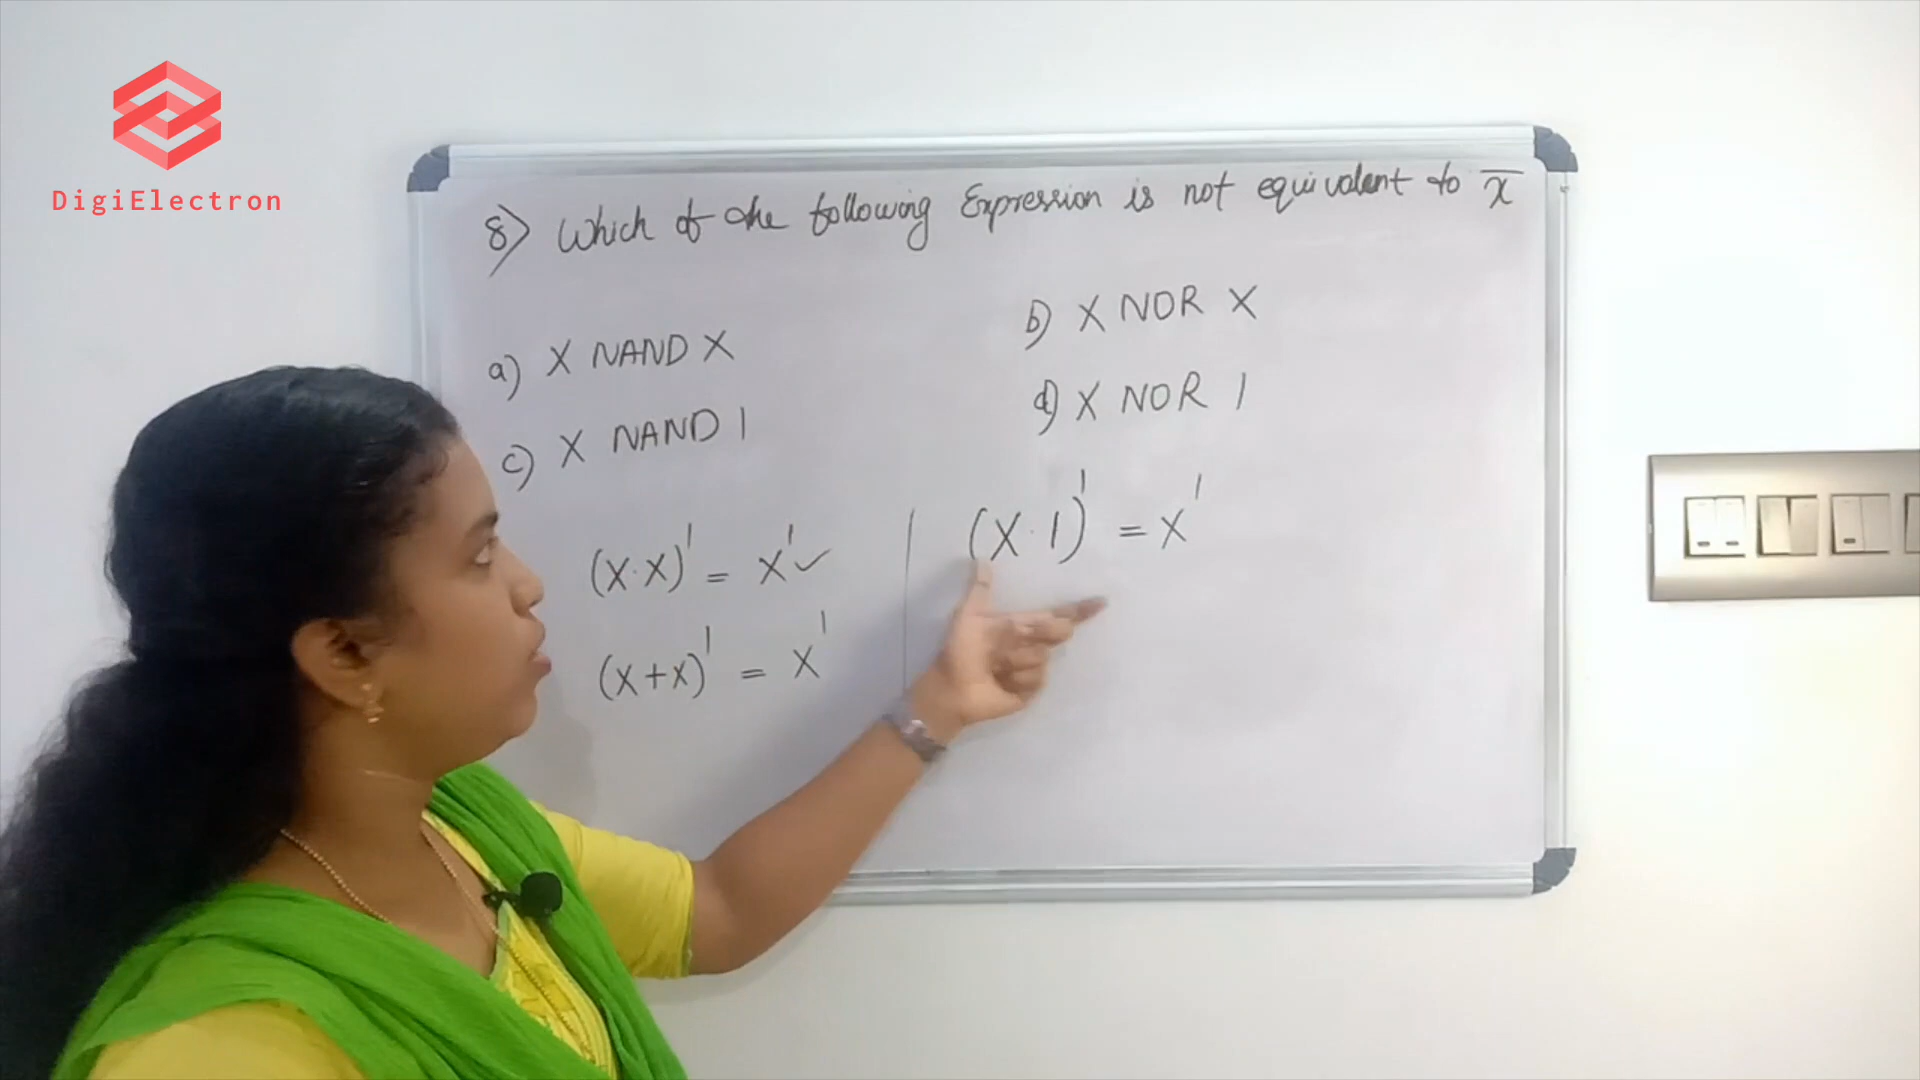 DigiElectron
8) Which of the following Expression is not equivalent to x̅
a) X NAND X
b) X NOR X
c) X NAND 1
d) X NOR 1
(X·X)' = X' ✓
(X+X)' = X'
(X·1)' = X'